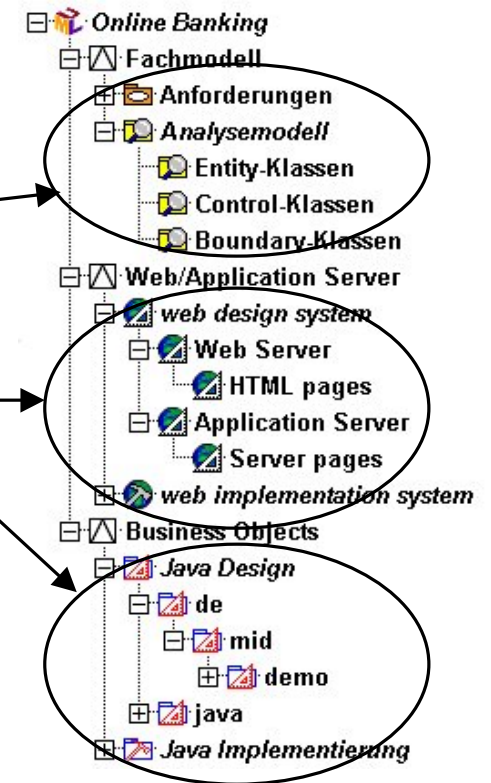 Online Banking
Fachmodell
Anforderungen
Analysemodell
Entity-Klassen
Control-Klassen
Boundary-Klassen
Web/Application Server
web design system
Web Server
HTML pages
Application Server
Server pages
web implementation system
Business Objects
Java Design
de
mid
demo
java
Java Implementierung